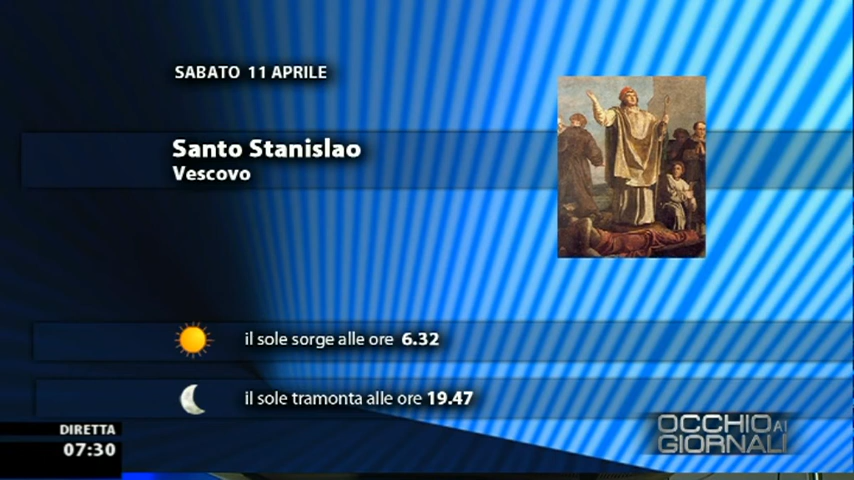 SABATO 11 APRILE
Santo Stanislao
Vescovo
il sole sorge alle ore 6.32
il sole tramonta alle ore 19.47
DIRETTA
07:30
OCCHIO AI
GIORNALI